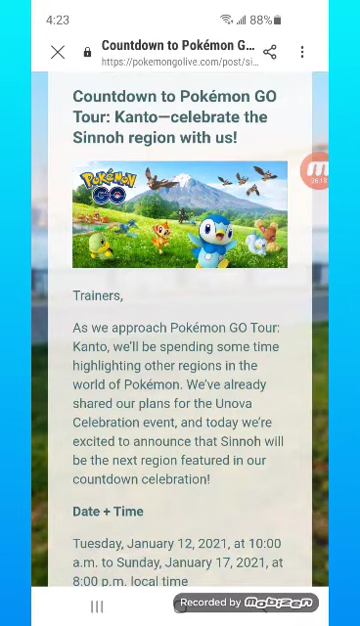 4:23
88%
Countdown to Pokémon G...
https://pokemongolive.com/post/si...
Countdown to Pokémon GO
Tour: Kanto—celebrate the
Sinnoh region with us!
POKÉMON
GO
26:15
Trainers,
As we approach Pokémon GO Tour:
Kanto, we'll be spending some time
highlighting other regions in the
world of Pokémon. We've already
shared our plans for the Unova
Celebration event, and today we're
excited to announce that Sinnoh will
be the next region featured in our
countdown celebration!
Date + Time
Tuesday, January 12, 2021, at 10:00
a.m. to Sunday, January 17, 2021, at
8:00 p.m. local time
Recorded by Mobizen